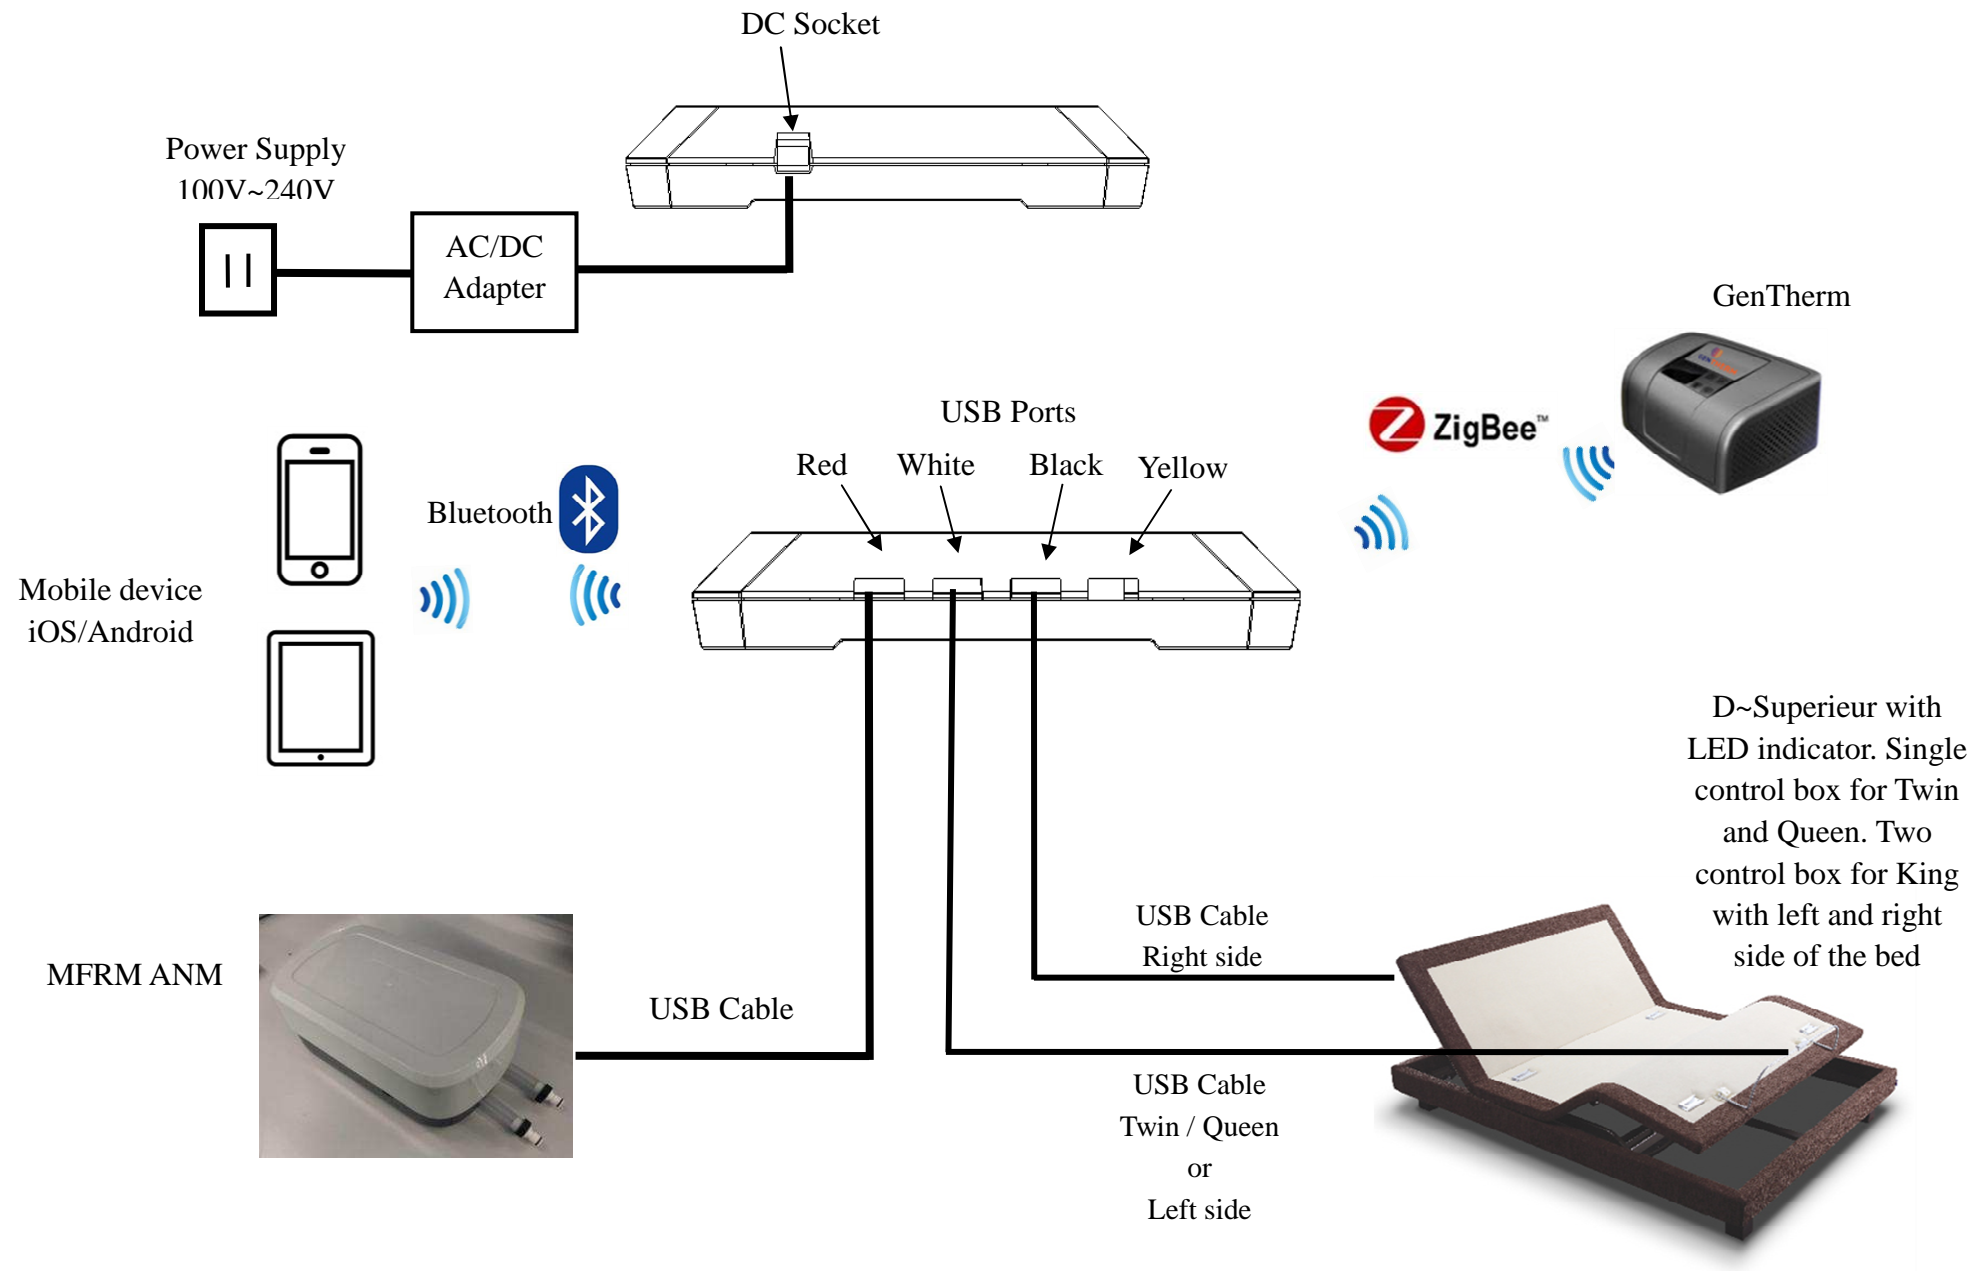 DC Socket
Power Supply
100V~240V
AC/DC
Adapter
GenTherm
ZigBee™
USB Ports
Red
White
Black
Yellow
Bluetooth
Mobile device
iOS/Android
D~Superieur with
LED indicator. Single
control box for Twin
and Queen. Two
control box for King
with left and right
side of the bed
USB Cable
Right side
MFRM ANM
USB Cable
USB Cable
Twin / Queen
or
Left side